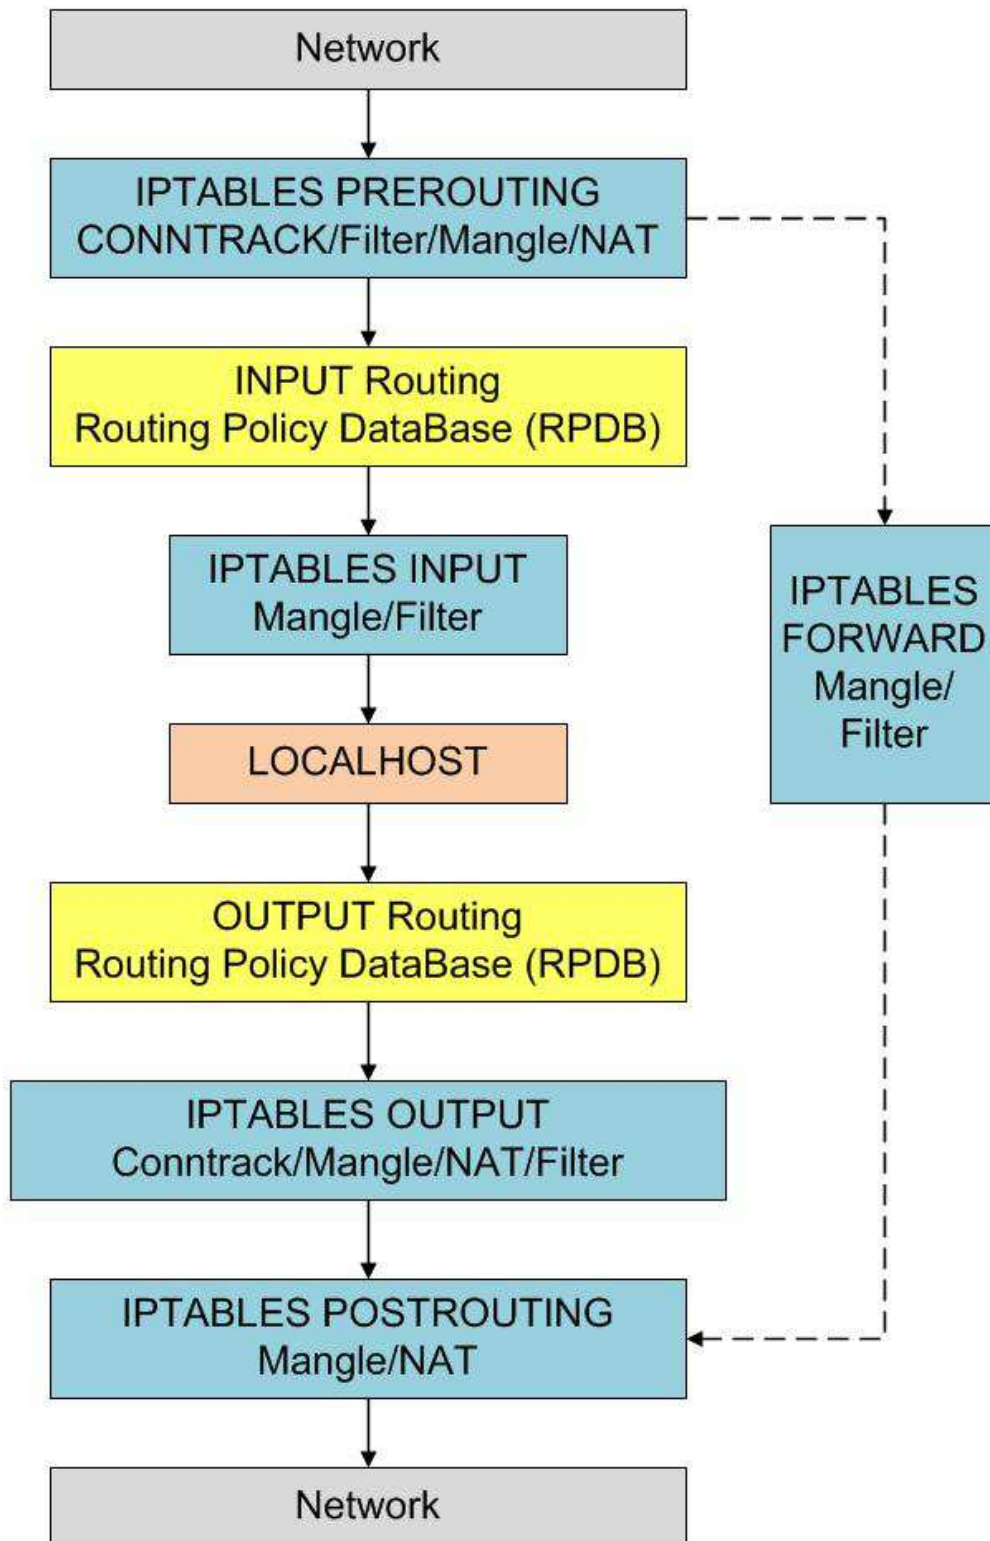 Network
IPTABLES PREROUTING
CONNTRACK/Filter/Mangle/NAT
INPUT Routing
Routing Policy DataBase (RPDB)
IPTABLES INPUT
Mangle/Filter
IPTABLES
FORWARD
Mangle/
Filter
LOCALHOST
OUTPUT Routing
Routing Policy DataBase (RPDB)
IPTABLES OUTPUT
Conntrack/Mangle/NAT/Filter
IPTABLES POSTROUTING
Mangle/NAT
Network